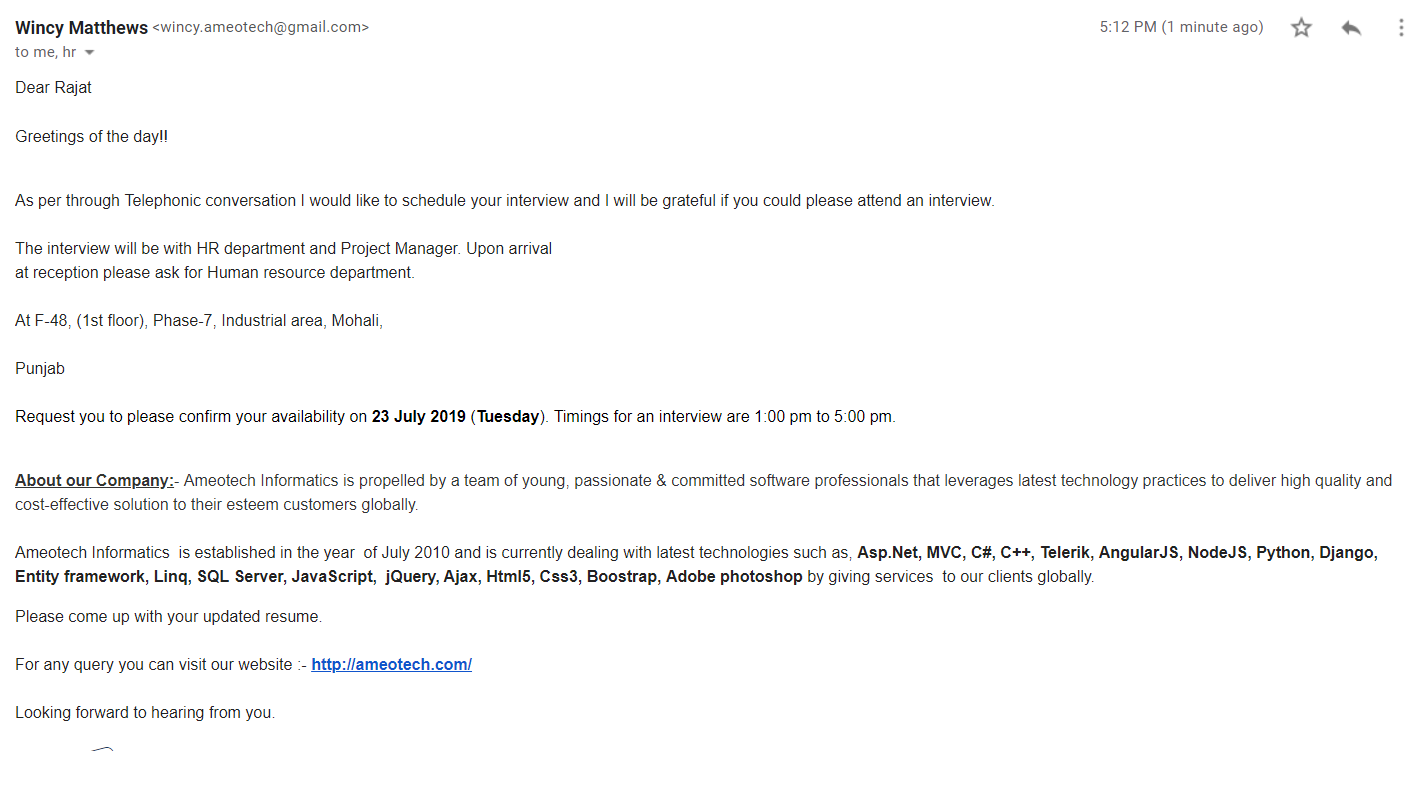 Wincy Matthews <wincy.ameotech@gmail.com>
5:12 PM (1 minute ago)
to me, hr
Dear Rajat
Greetings of the day!!
As per through Telephonic conversation I would like to schedule your interview and I will be grateful if you could please attend an interview.
The interview will be with HR department and Project Manager. Upon arrival
at reception please ask for Human resource department.
At F-48, (1st floor), Phase-7, Industrial area, Mohali,
Punjab
Request you to please confirm your availability on 23 July 2019 (Tuesday). Timings for an interview are 1:00 pm to 5:00 pm.
About our Company:- Ameotech Informatics is propelled by a team of young, passionate & committed software professionals that leverages latest technology practices to deliver high quality and
cost-effective solution to their esteem customers globally.
Ameotech Informatics  is established in the year  of July 2010 and is currently dealing with latest technologies such as, Asp.Net, MVC, C#, C++, Telerik, AngularJS, NodeJS, Python, Django,
Entity framework, Linq, SQL Server, JavaScript,  jQuery, Ajax, Html5, Css3, Boostrap, Adobe photoshop by giving services  to our clients globally.
Please come up with your updated resume.
For any query you can visit our website :- http://ameotech.com/
Looking forward to hearing from you.